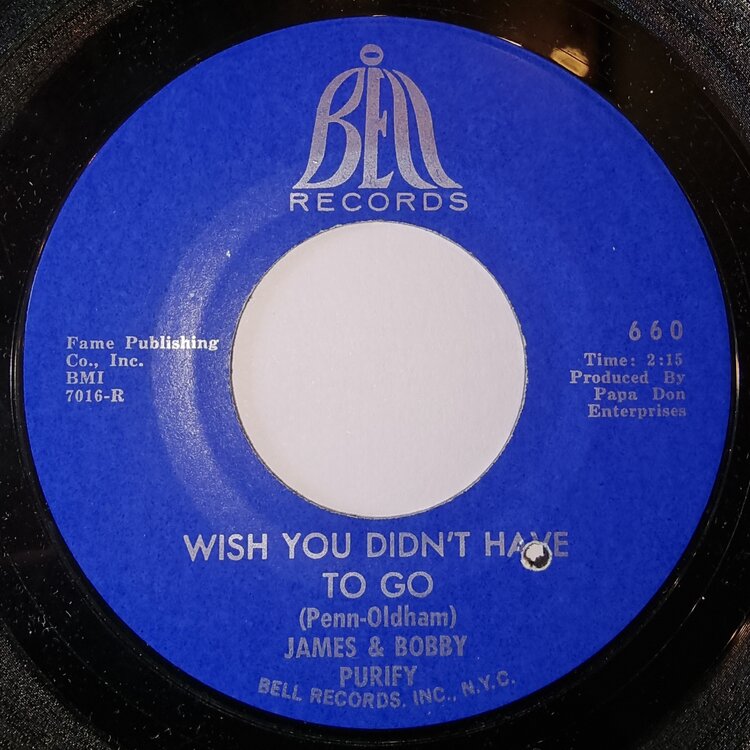 BELL
RECORDS
Fame Publishing
Co., Inc.
BMI
7016-R
660
Time: 2:15
Produced By
Papa Don
Enterprises
WISH YOU DIDN'T HAVE
TO GO
(Penn-Oldham)
JAMES & BOBBY
PURIFY
BELL RECORDS, INC., N.Y.C.